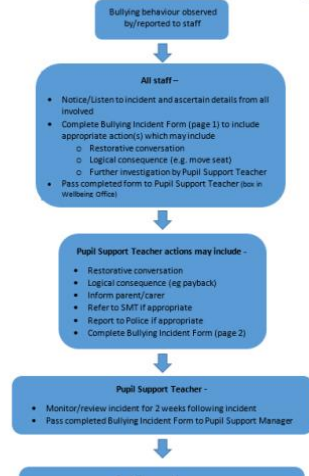 Bullying behaviour observed
by/reported to staff
All staff –
• Notice/Listen to incident and ascertain details from all
involved
• Complete Bullying Incident Form (page 1) to include
appropriate action(s) which may include
o Restorative conversation
o Logical consequence (e.g. move seat)
o Further investigation by Pupil Support Teacher
• Pass completed form to Pupil Support Teacher (box in
Wellbeing Office)
Pupil Support Teacher actions may include -
• Restorative conversation
• Logical consequence (eg payback)
• Inform parent/carer
• Refer to SMT if appropriate
• Report to Police if appropriate
• Complete Bullying Incident Form (page 2)
Pupil Support Teacher -
• Monitor/review incident for 2 weeks following incident
• Pass completed Bullying Incident Form to Pupil Support Manager